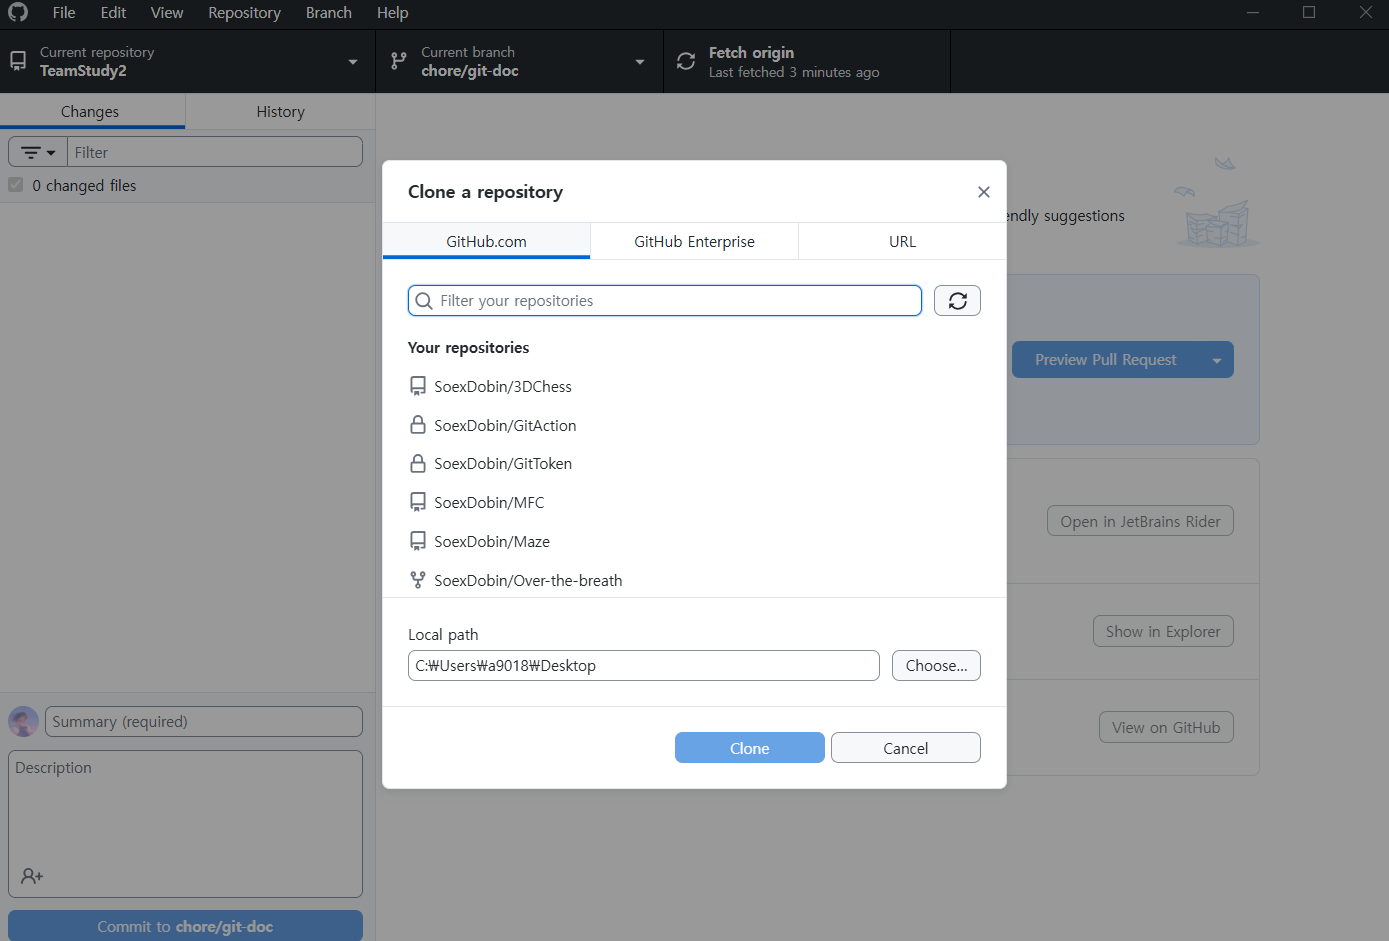 File Edit View Repository Branch Help
Current repository
TeamStudy2
Current branch
chore/git-doc
Fetch origin
Last fetched 3 minutes ago
Changes
History
Filter
0 changed files
endly suggestions
Preview Pull Request
Open in JetBrains Rider
Show in Explorer
View on GitHub
Clone a repository
GitHub.com
GitHub Enterprise
URL
Filter your repositories
Your repositories
SoexDobin/3DChess
SoexDobin/GitAction
SoexDobin/GitToken
SoexDobin/MFC
SoexDobin/Maze
SoexDobin/Over-the-breath
Local path
C:₩Users₩a9018₩Desktop
Choose...
Clone
Cancel
Summary (required)
Description
Commit to chore/git-doc